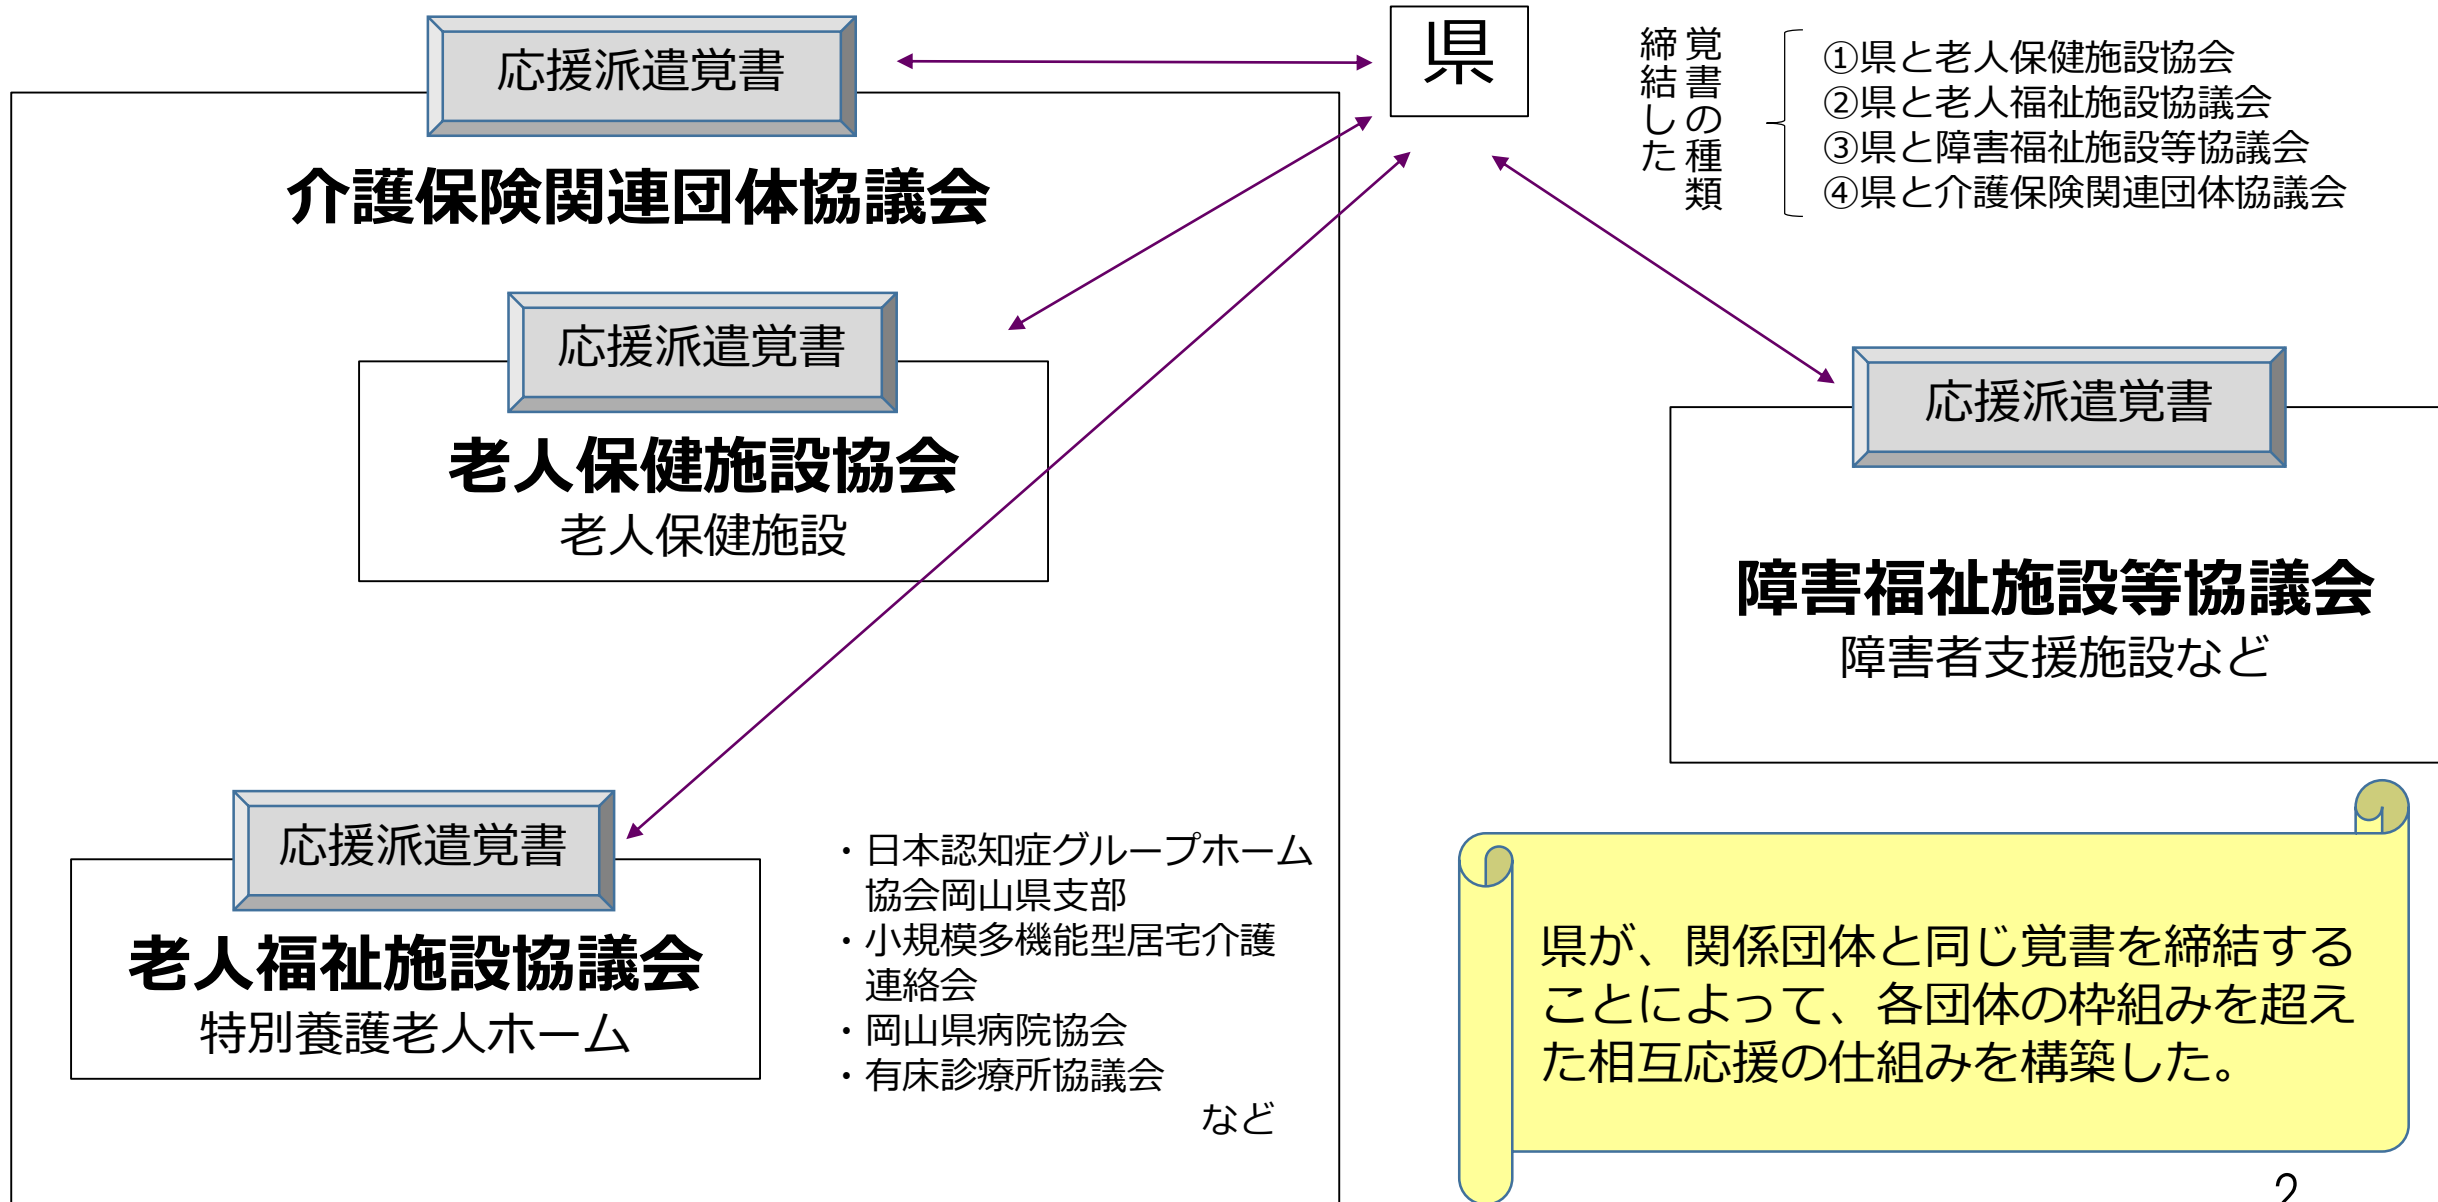 応援派遣覚書
県
締結した
覚書の種類
①県と老人保健施設協会
②県と老人福祉施設協議会
③県と障害福祉施設等協議会
④県と介護保険関連団体協議会
介護保険関連団体協議会
応援派遣覚書
老人保健施設協会
老人保健施設
応援派遣覚書
障害福祉施設等協議会
障害者支援施設など
応援派遣覚書
老人福祉施設協議会
特別養護老人ホーム
・日本認知症グループホーム
協会岡山県支部
・小規模多機能型居宅介護
連絡会
・岡山県病院協会
・有床診療所協議会
など
県が、関係団体と同じ覚書を締結する
ことによって、各団体の枠組みを超え
た相互応援の仕組みを構築した。
2